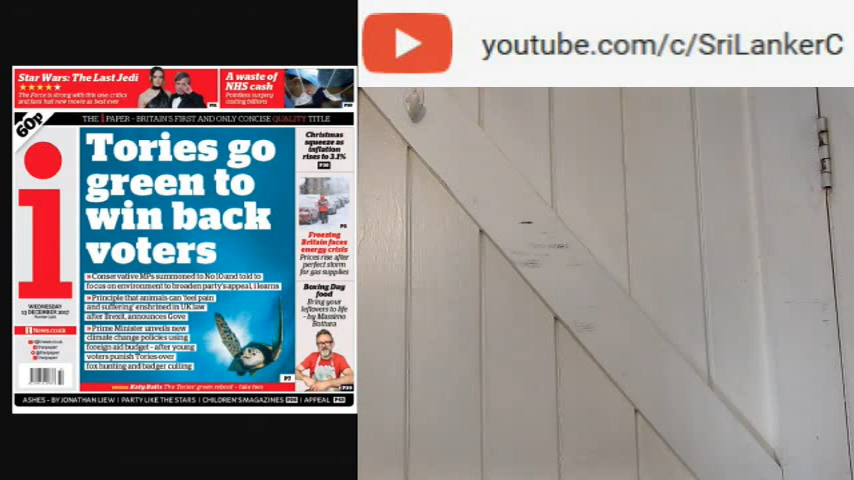 youtube.com/c/SriLankerC
Star Wars: The Last Jedi
The Force is strong with this one: critics
and fans hail new movie as best ever
A waste of
NHS cash
Pointless surgery
costing billions
60p
THE i PAPER – BRITAIN'S FIRST AND ONLY CONCISE QUALITY TITLE
i
WEDNESDAY
13 DECEMBER 2017
iNews.co.uk
Tories go
green to
win back
voters
» Conservative MPs summoned to No 10 and told to
focus on environment to broaden party's appeal, i learns
» Principle that animals can 'feel pain
and suffering' enshrined in UK law
after Brexit, announces Gove
» Prime Minister unveils new
climate change policies using
foreign aid budget – after young
voters punish Tories over
fox hunting and badger culling
P7
Katy Balls The Tories' green reboot – take two
Christmas
squeeze as
inflation
rises to 3.1%
Freezing
Britain faces
energy crisis
Prices rise after
perfect storm
for gas supplies
Boxing Day
food
Bring your
leftovers to life
– by Massimo
Bottura
ASHES – BY JONATHAN LIEW | PARTY LIKE THE STARS | CHILDREN'S MAGAZINES | APPEAL